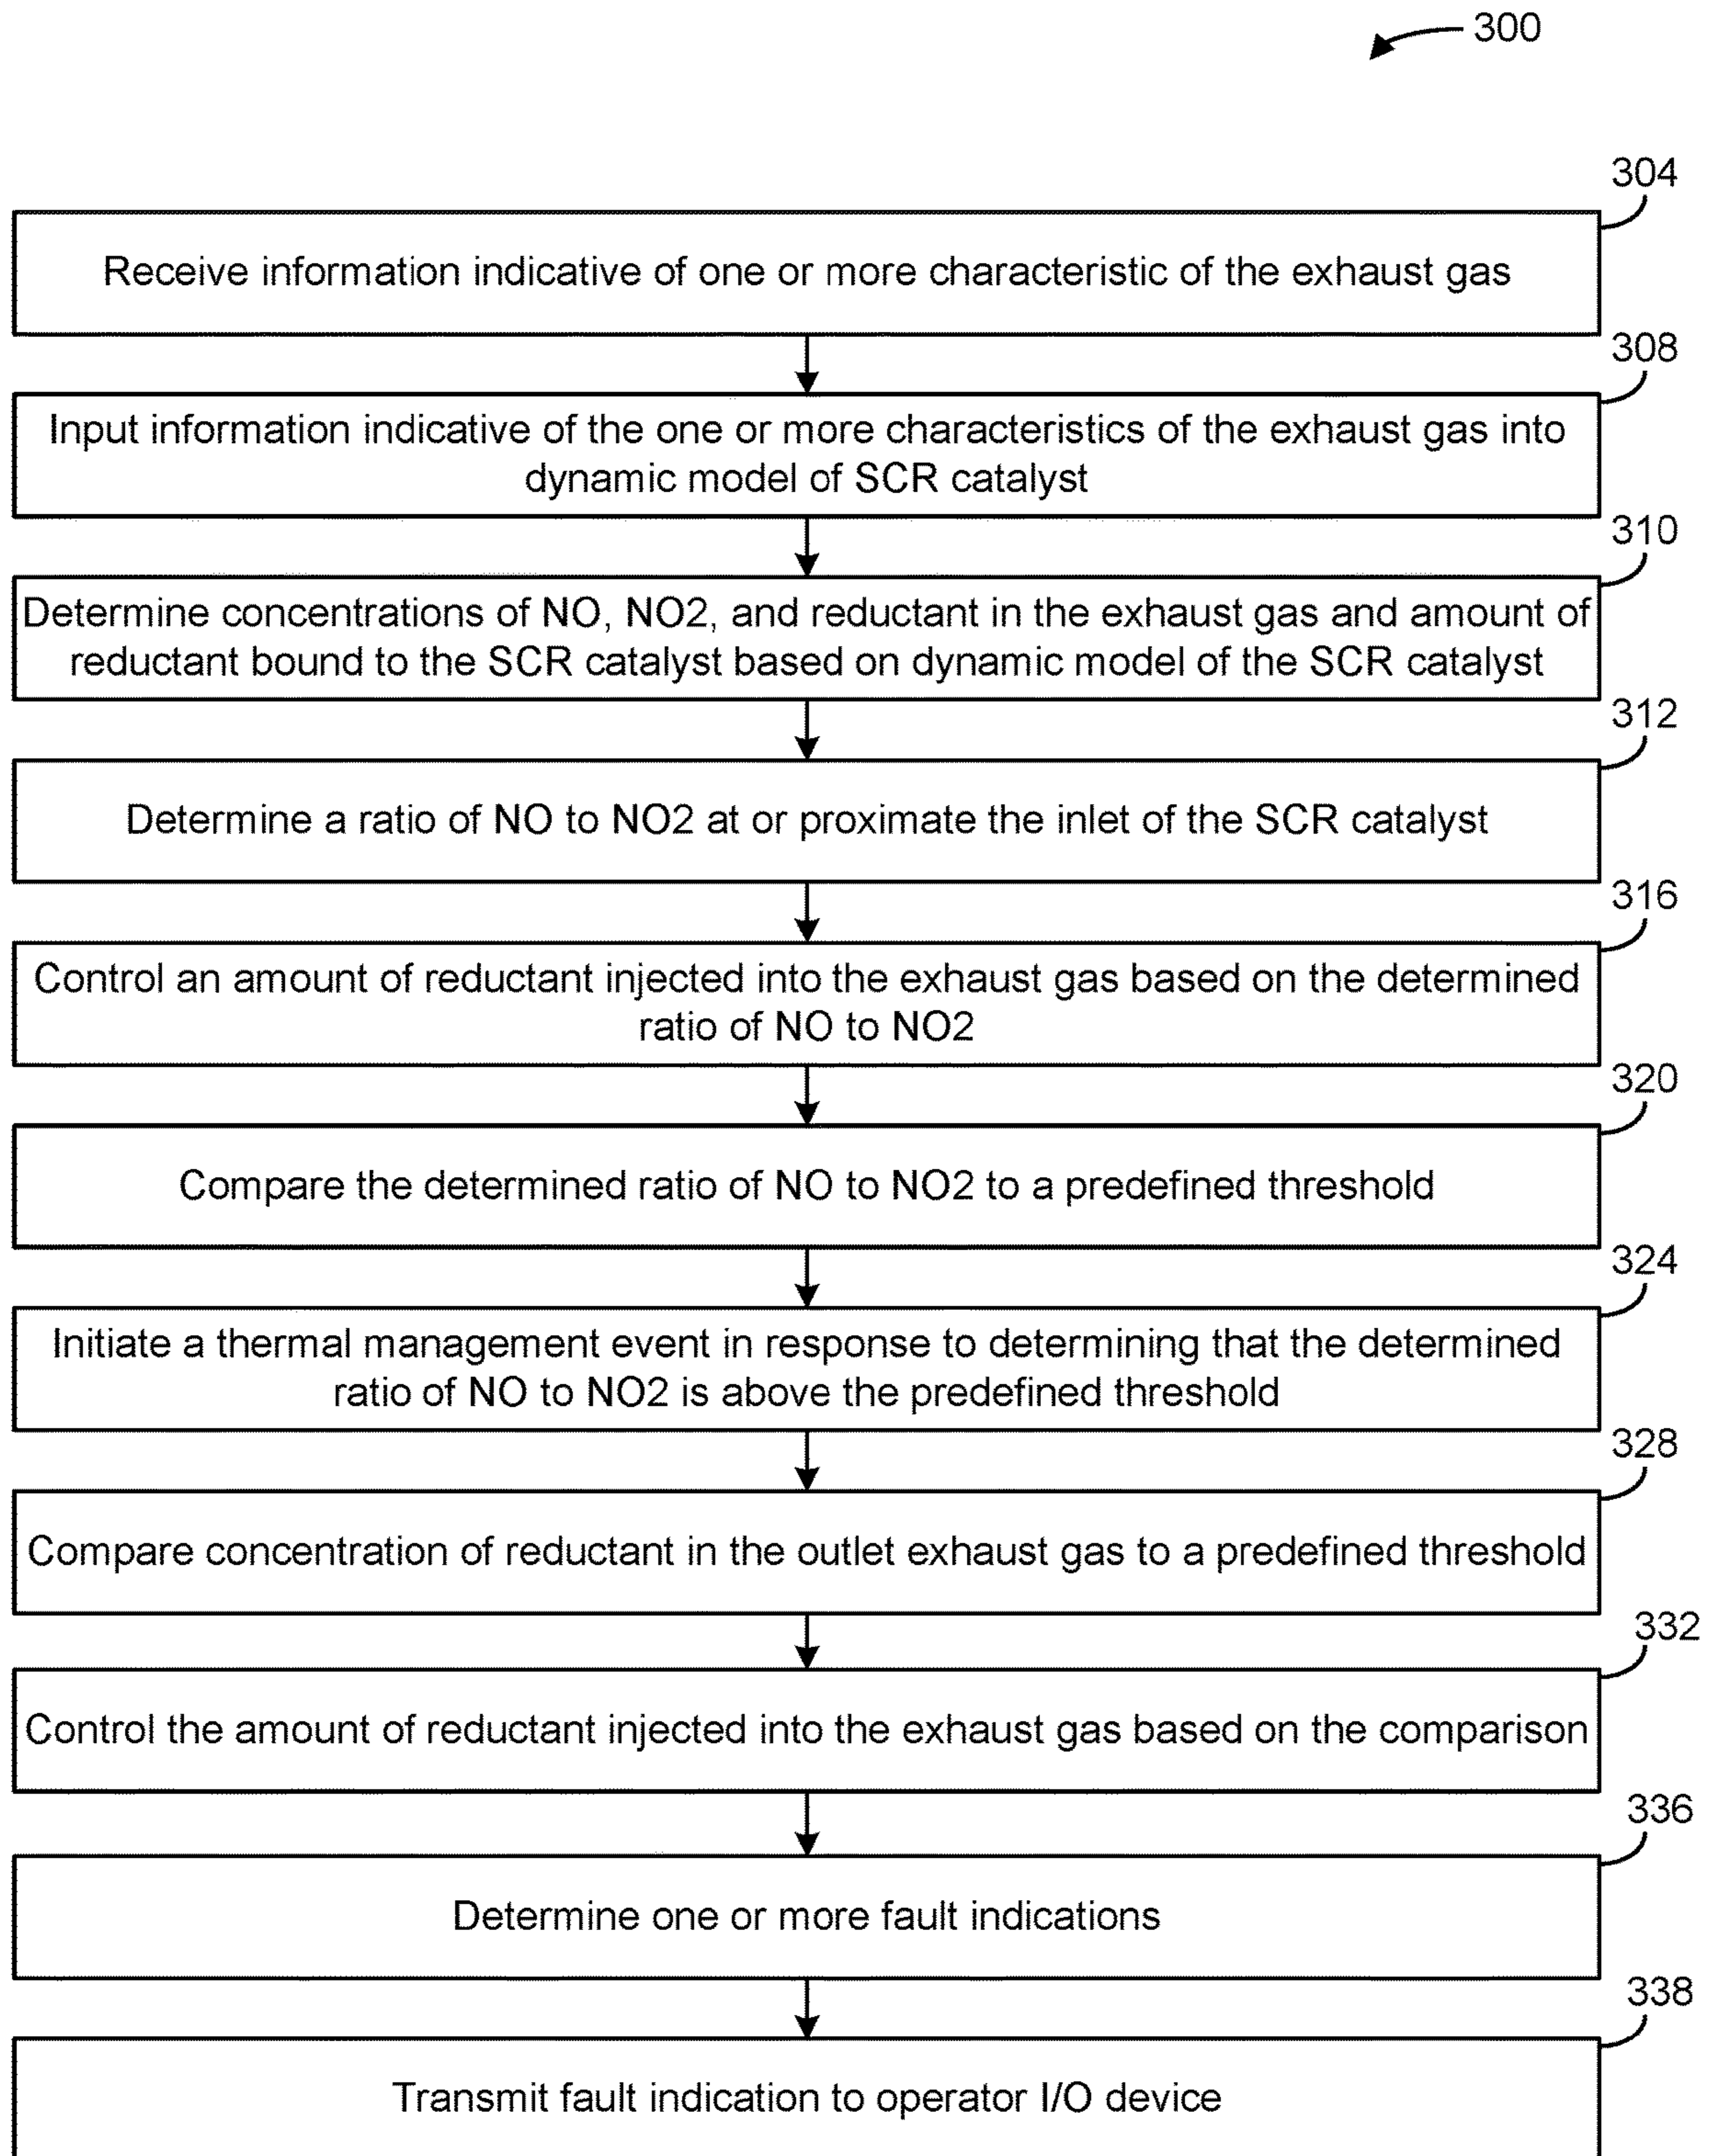 300
304
Receive information indicative of one or more characteristic of the exhaust gas
308
Input information indicative of the one or more characteristics of the exhaust gas into
dynamic model of SCR catalyst
310
Determine concentrations of NO, NO2, and reductant in the exhaust gas and amount of
reductant bound to the SCR catalyst based on dynamic model of the SCR catalyst
312
Determine a ratio of NO to NO2 at or proximate the inlet of the SCR catalyst
316
Control an amount of reductant injected into the exhaust gas based on the determined
ratio of NO to NO2
320
Compare the determined ratio of NO to NO2 to a predefined threshold
324
Initiate a thermal management event in response to determining that the determined
ratio of NO to NO2 is above the predefined threshold
328
Compare concentration of reductant in the outlet exhaust gas to a predefined threshold
332
Control the amount of reductant injected into the exhaust gas based on the comparison
336
Determine one or more fault indications
338
Transmit fault indication to operator I/O device